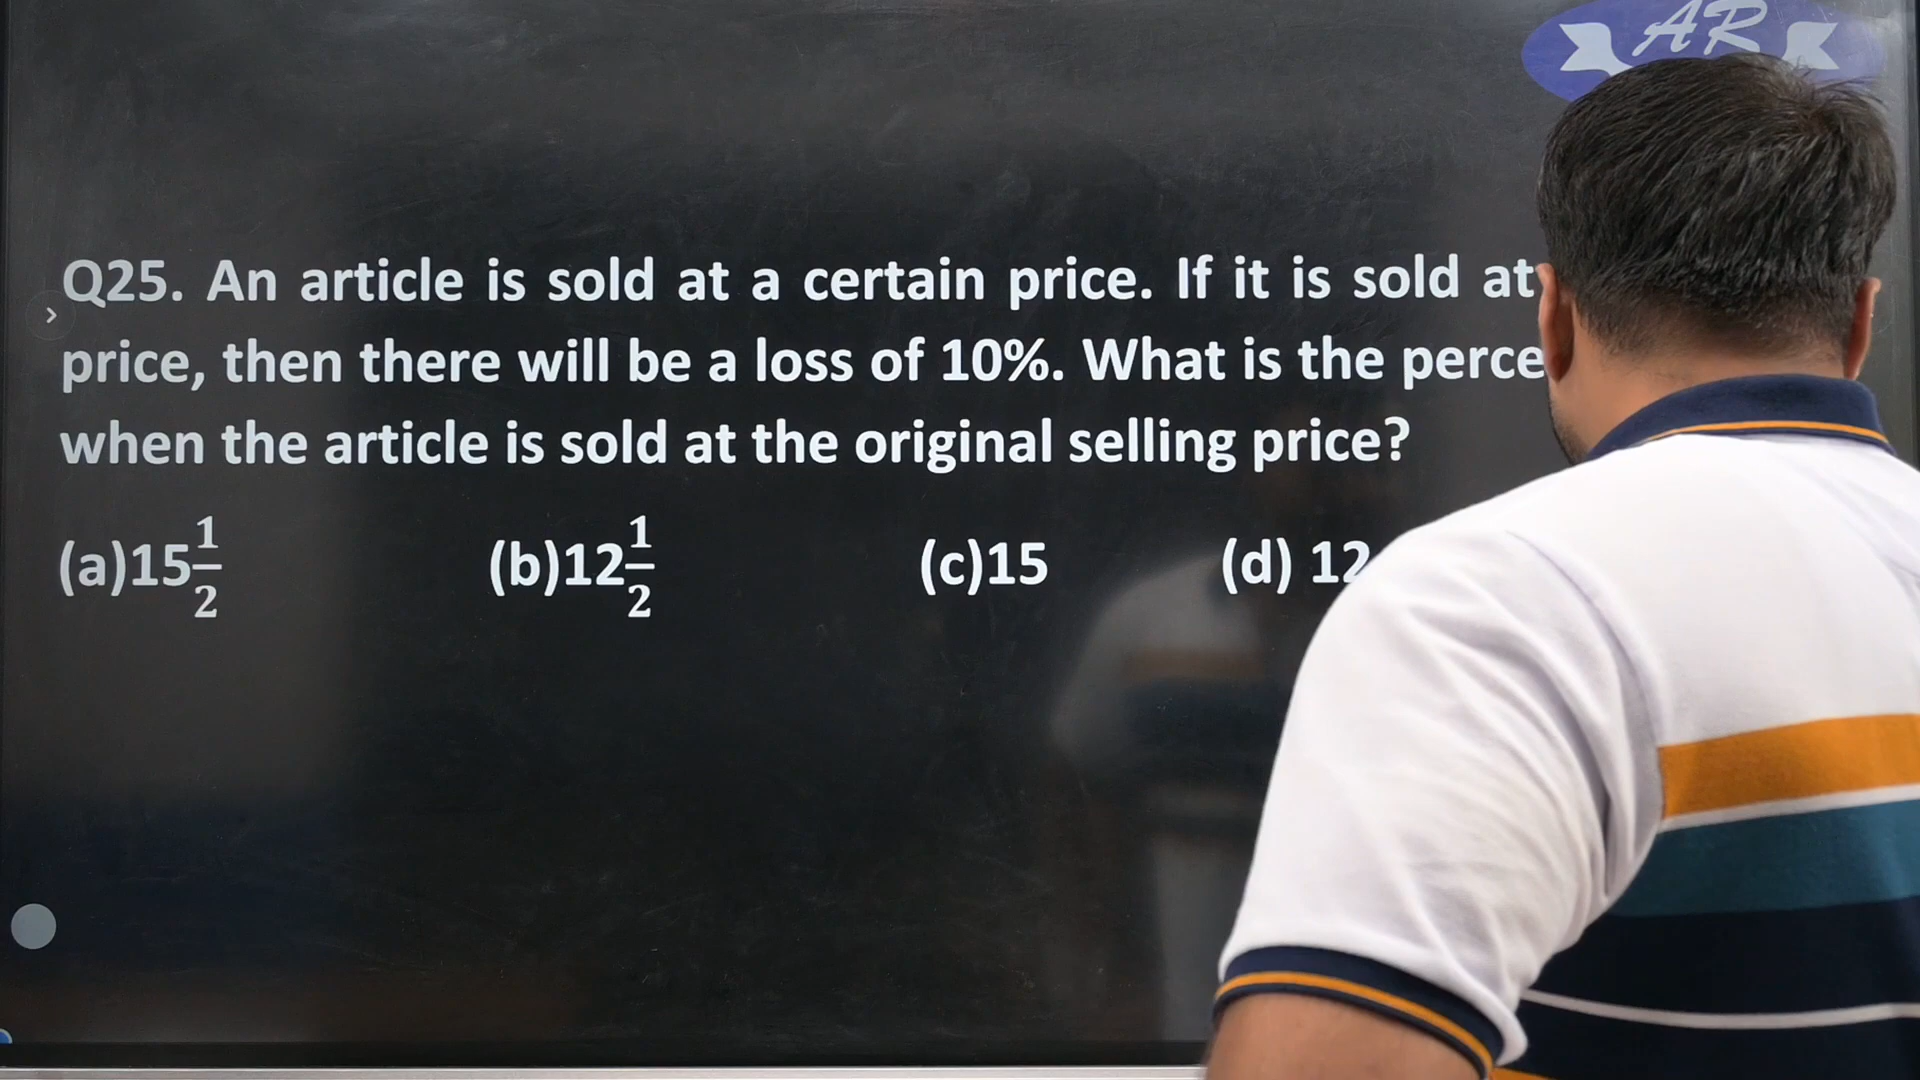 AR
Q25. An article is sold at a certain price. If it is sold at
price, then there will be a loss of 10%. What is the
when the article is sold at the original selling price?
(a)15 1/2 (b)12 1/2 (c)15 (d) 12